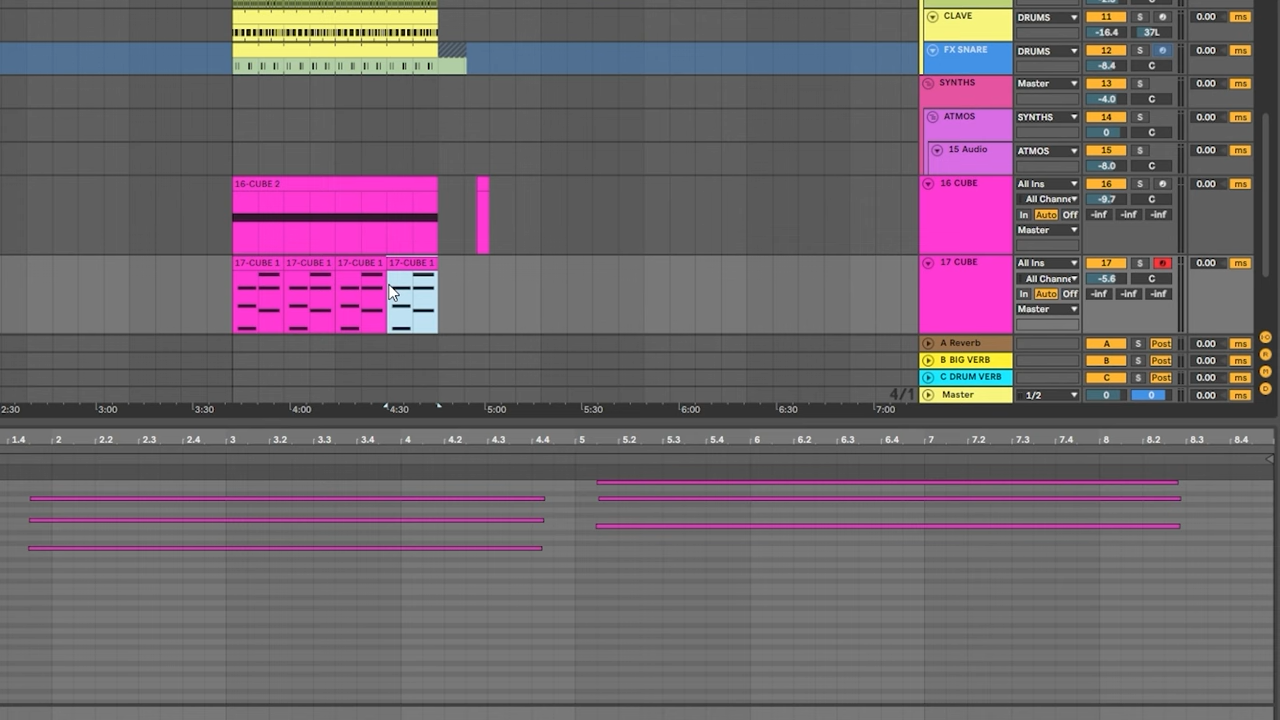 CLAVE DRUMS 11 S 0.00 ms
-16.4 37L
FX SNARE DRUMS 12 S 0.00 ms
-8.4 C
SYNTHS Master 13 S 0.00 ms
-4.0 C
ATMOS SYNTHS 14 S 0.00 ms
0 C
15 Audio ATMOS 15 S 0.00 ms
-8.0 C
16-CUBE 2 16 CUBE All Ins 16 S 0.00 ms
All Channe -9.7 C
In Auto Off -inf -inf -inf
Master
17-CUBE 1 17-CUBE 1 17-CUBE 1 17-CUBE 1 17 CUBE All Ins 17 S 0.00 ms
All Channe -5.6 C
In Auto Off -inf -inf -inf
Master
A Reverb A S Post 0.00 ms
B BIG VERB B S Post 0.00 ms
C DRUM VERB C S Post 0.00 ms
4/1 Master 1/2 0 0 0.00 ms
2:30 3:00 3:30 4:00 4:30 5:00 5:30 6:00 6:30 7:00
1.4 2 2.2 2.3 2.4 3 3.2 3.3 3.4 4 4.2 4.3 4.4 5 5.2 5.3 5.4 6 6.2 6.3 6.4 7 7.2 7.3 7.4 8 8.2 8.3 8.4